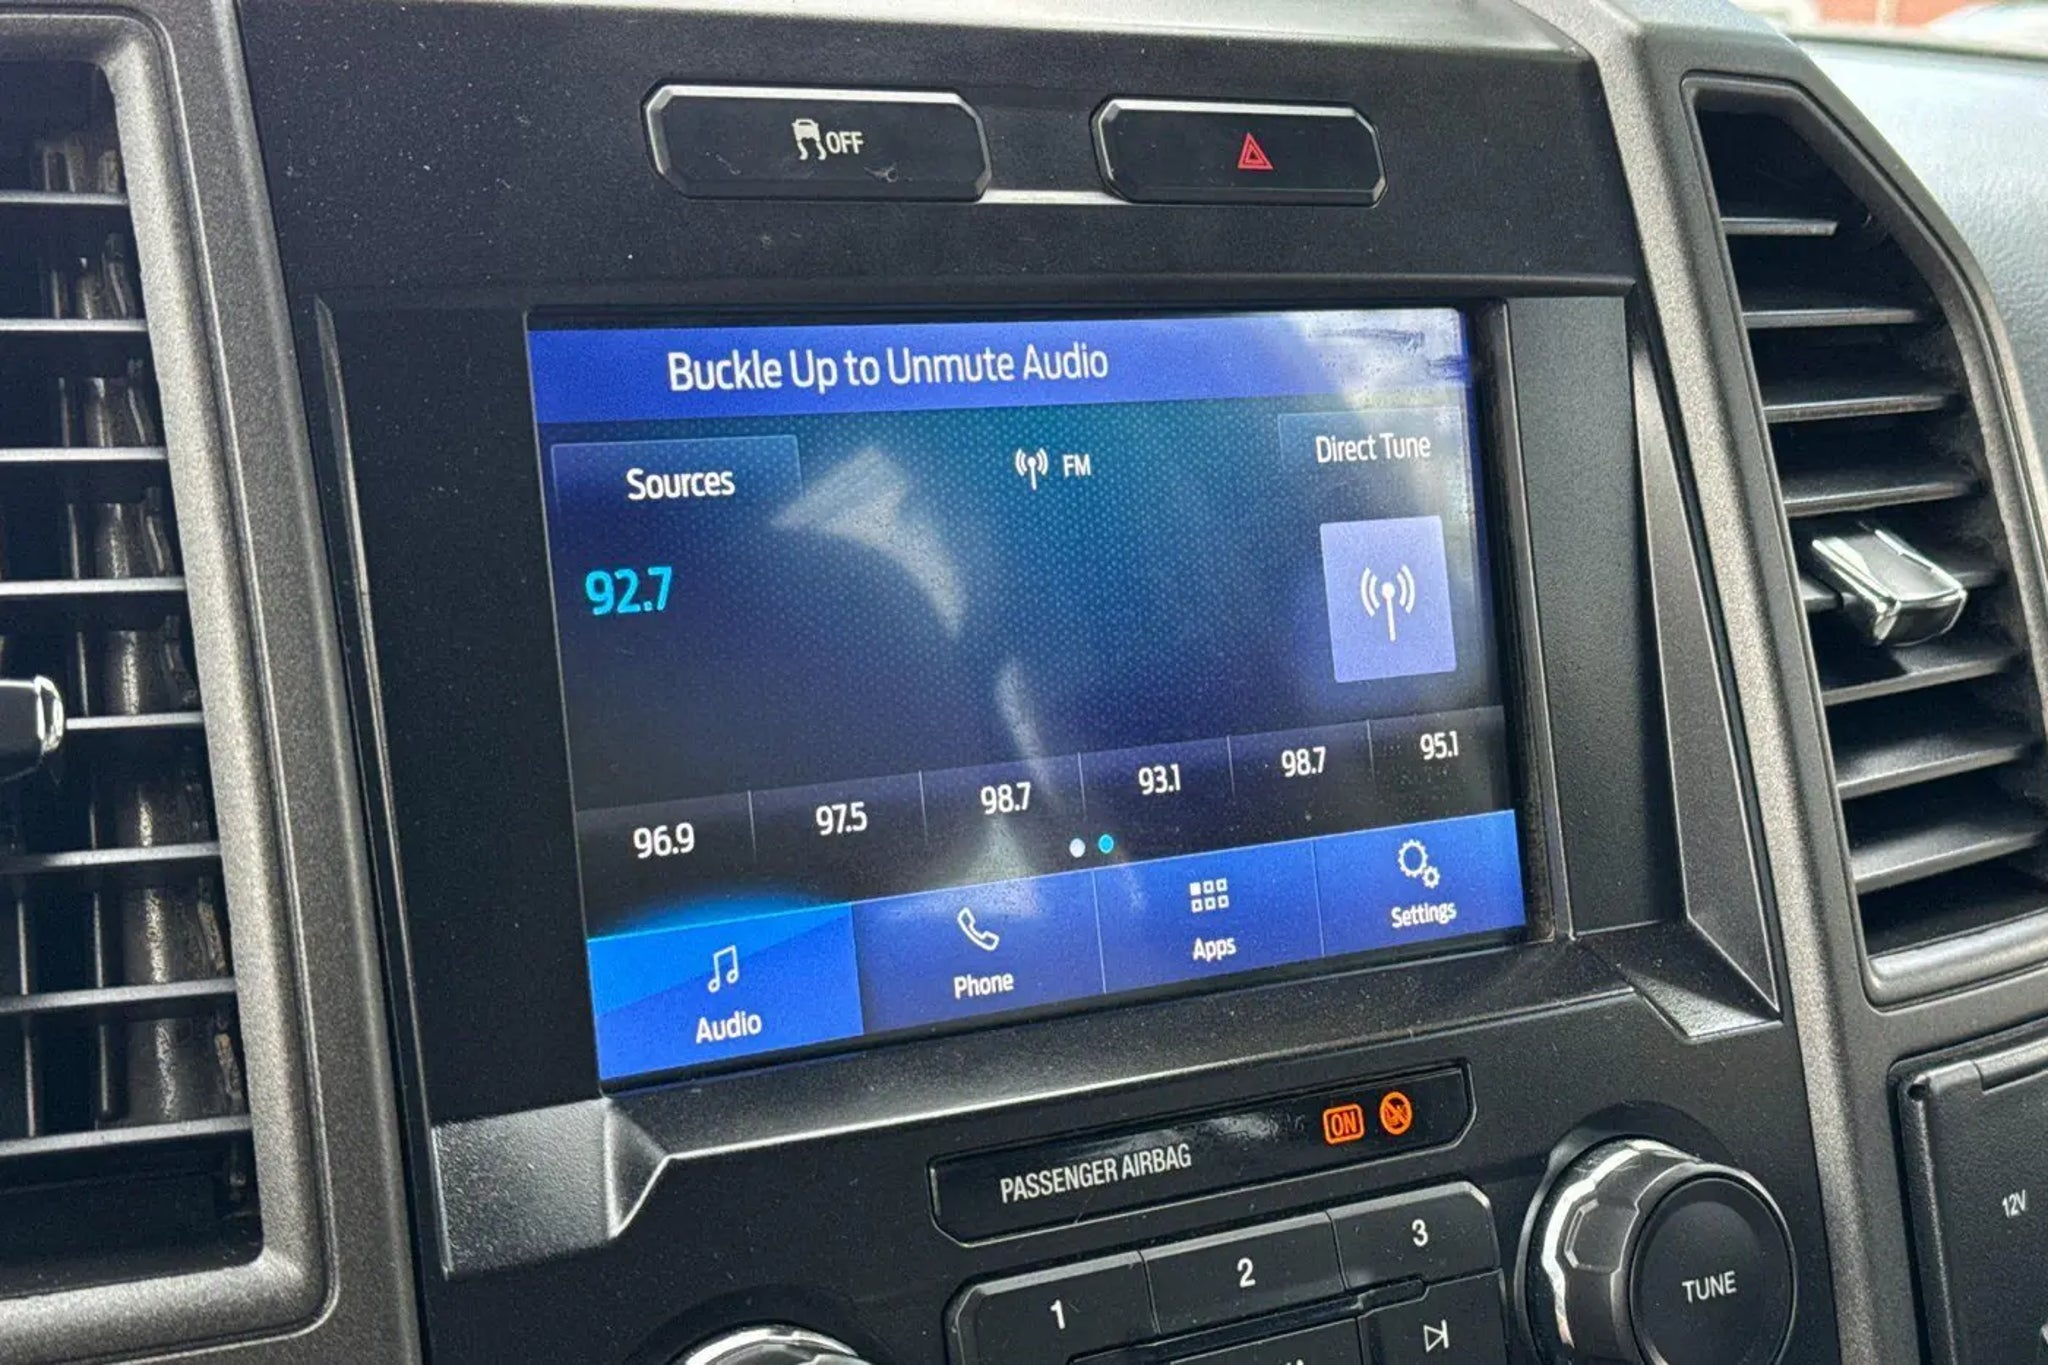 OFF
Buckle Up to Unmute Audio
Sources
FM
Direct Tune
92.7
96.9 97.5 98.7 93.1 98.7 95.1
Audio Phone Apps Settings
PASSENGER AIRBAG ON
1 2 3
TUNE
12V